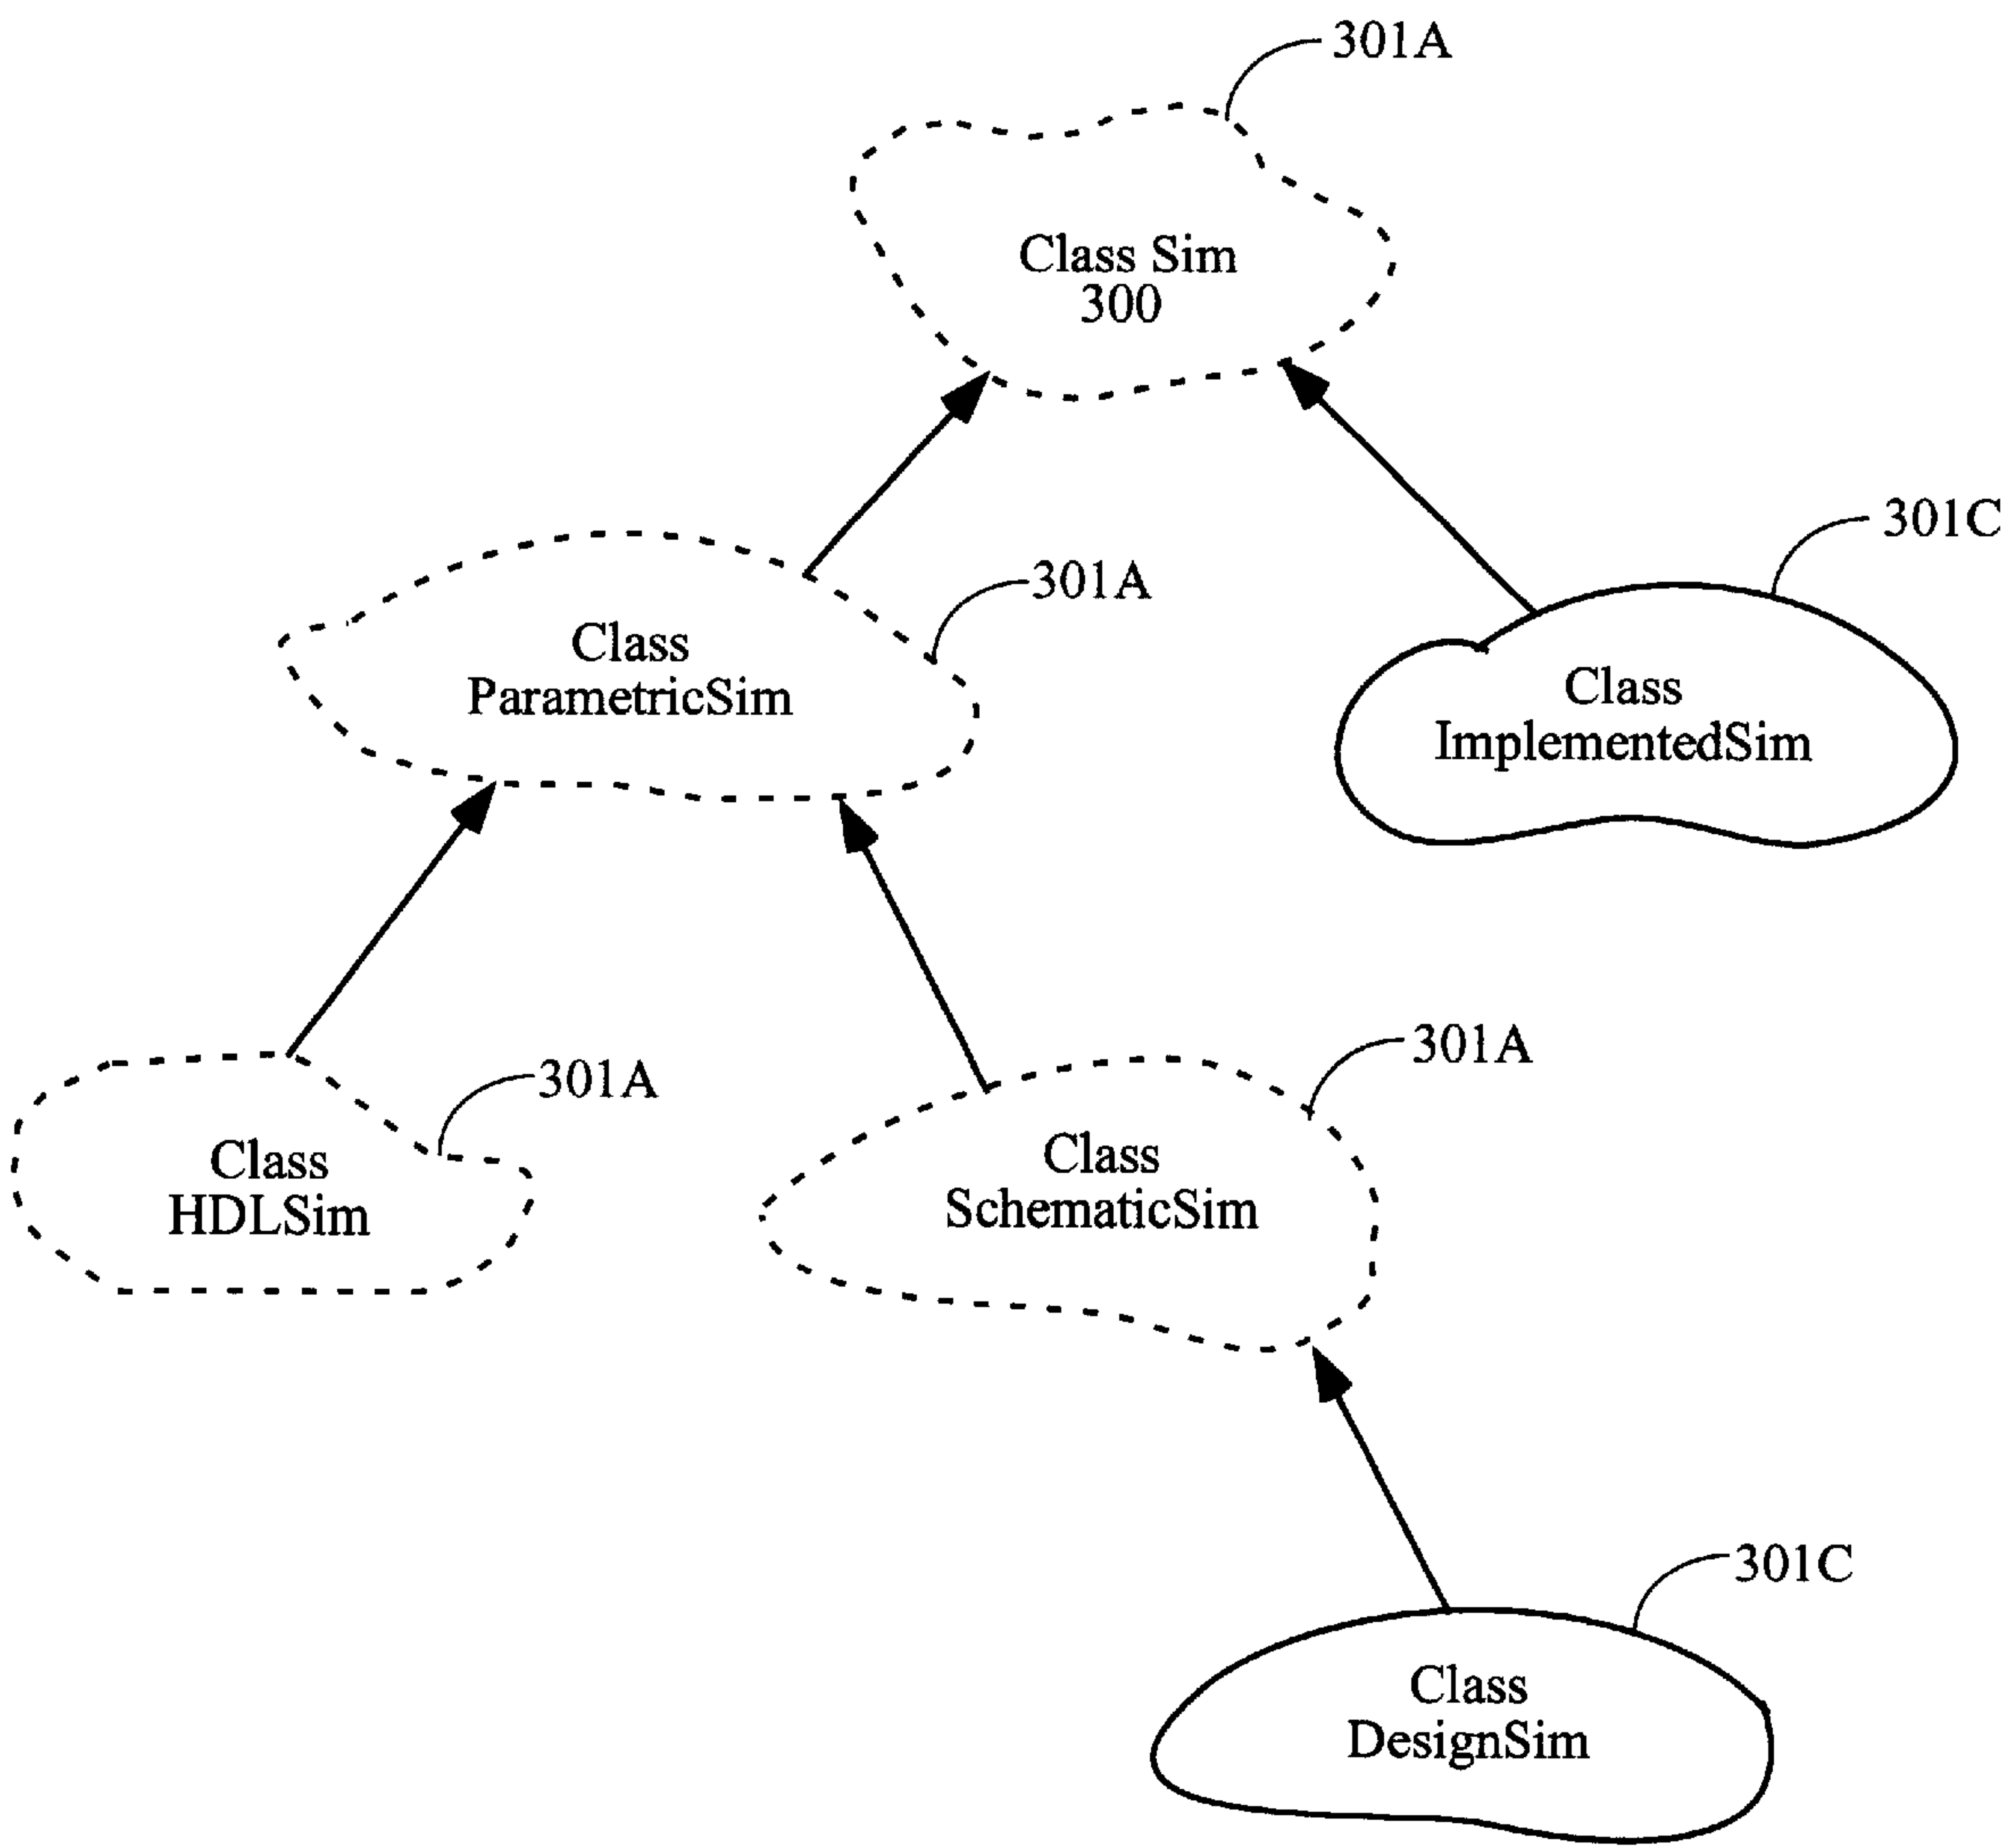 301A
Class Sim
300
301C
301A
Class
ParametricSim
Class
ImplementedSim
301A
301A
Class
HDLSim
Class
SchematicSim
301C
Class
DesignSim